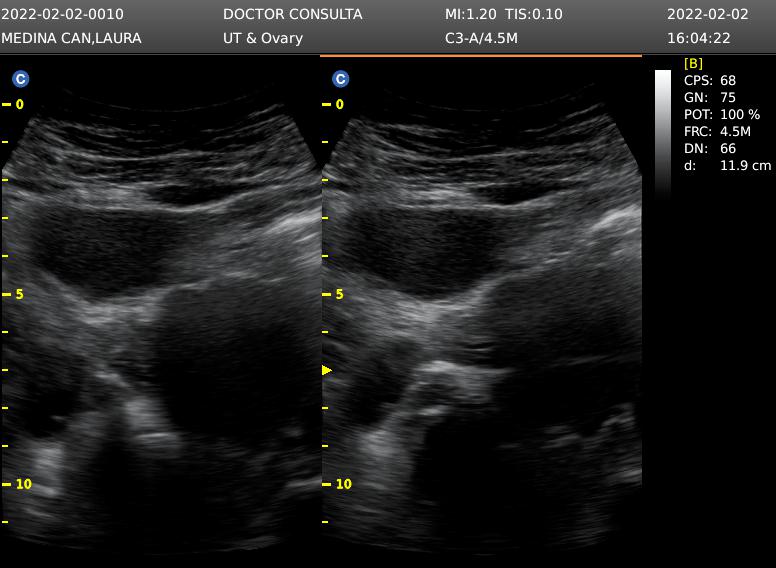 2022-02-02-0010 DOCTOR CONSULTA MI:1.20 TIS:0.10 2022-02-02
MEDINA CAN,LAURA UT & Ovary C3-A/4.5M 16:04:22
C C
[B]
CPS: 68
GN: 75
POT: 100 %
FRC: 4.5M
DN: 66
d: 11.9 cm
0 0
5 5
10 10